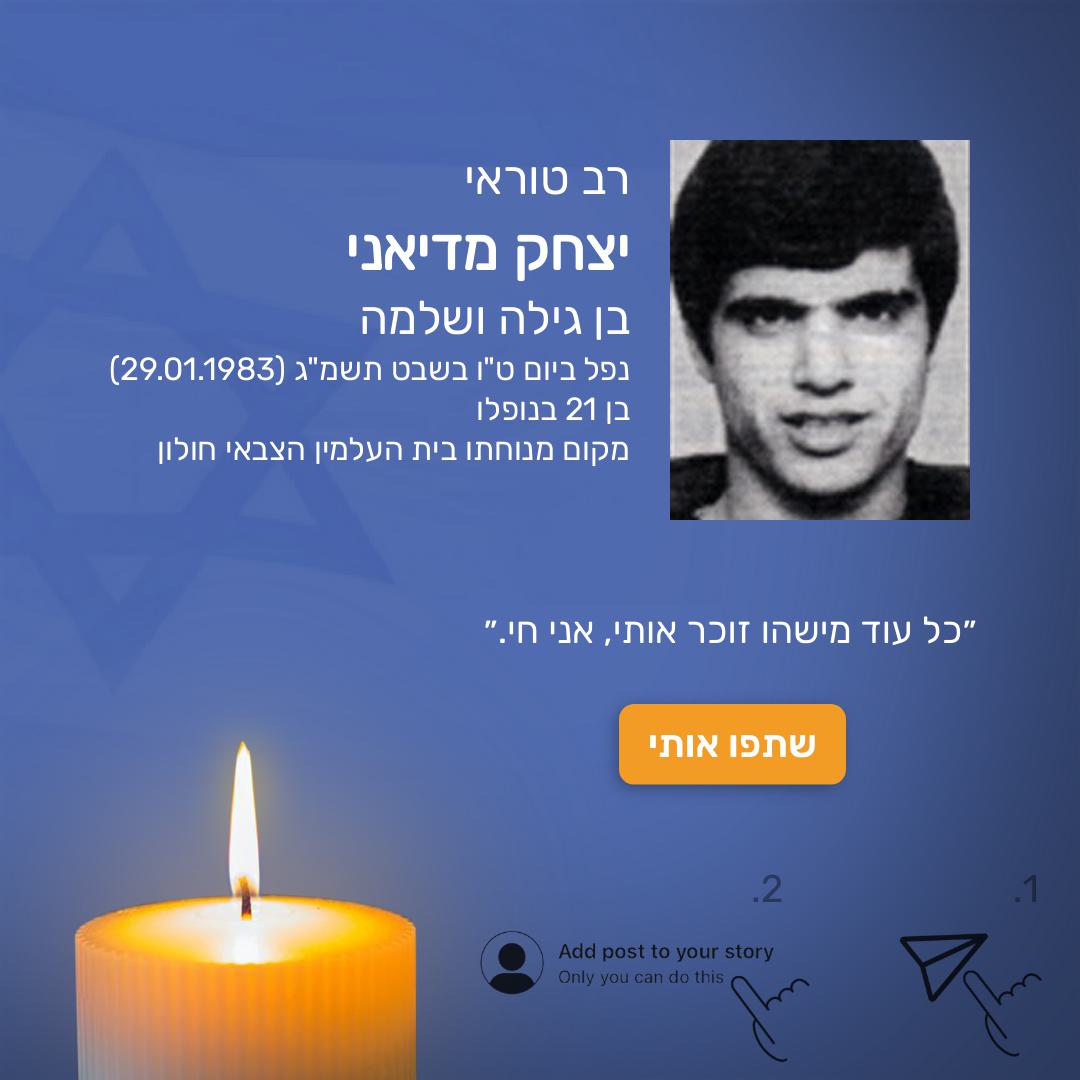 רב טוראי
יצחק מדיאני
בן גילה ושלמה
נפל ביום ט"ו בשבט תשמ"ג (29.01.1983)
בן 21 בנופלו
מקום מנוחתו בית העלמין הצבאי חולון
״כל עוד מישהו זוכר אותי, אני חי.״
שתפו אותי
.1
.2
Add post to your story
Only you can do this